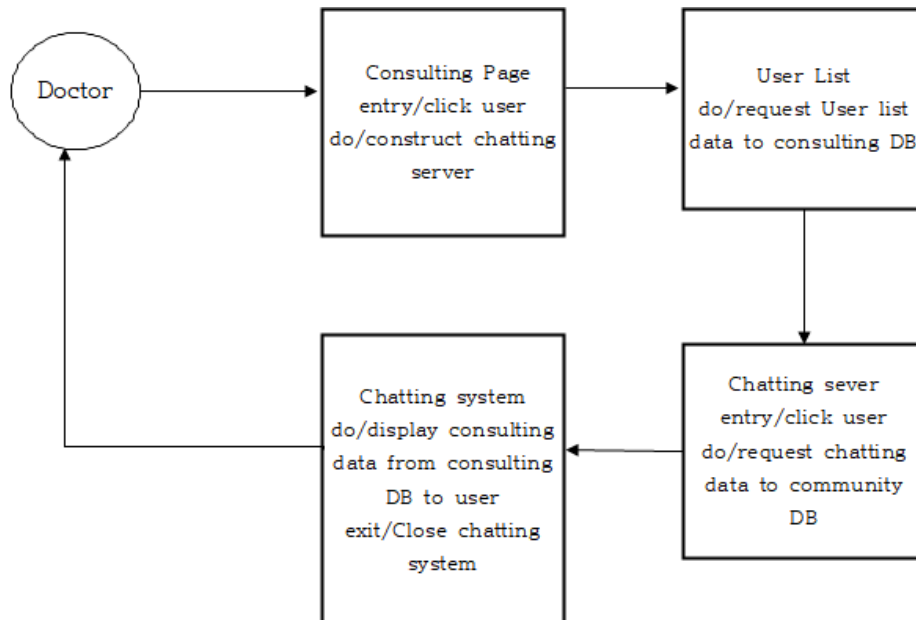 Doctor
Consulting Page
entry/click user
do/construct chatting
server
User List
do/request User list
data to consulting DB
Chatting sever
entry/click user
do/request chatting
data to community
DB
Chatting system
do/display consulting
data from consulting
DB to user
exit/Close chatting
system